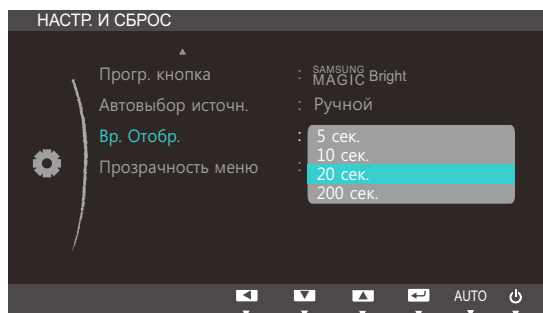 НАСТР. И СБРОС
Прогр. кнопка : SAMSUNG MAGIC Bright
Автовыбор источн. : Ручной
Вр. Отобр. : 5 сек.
10 сек.
Прозрачность меню : 20 сек.
200 сек.
AUTO